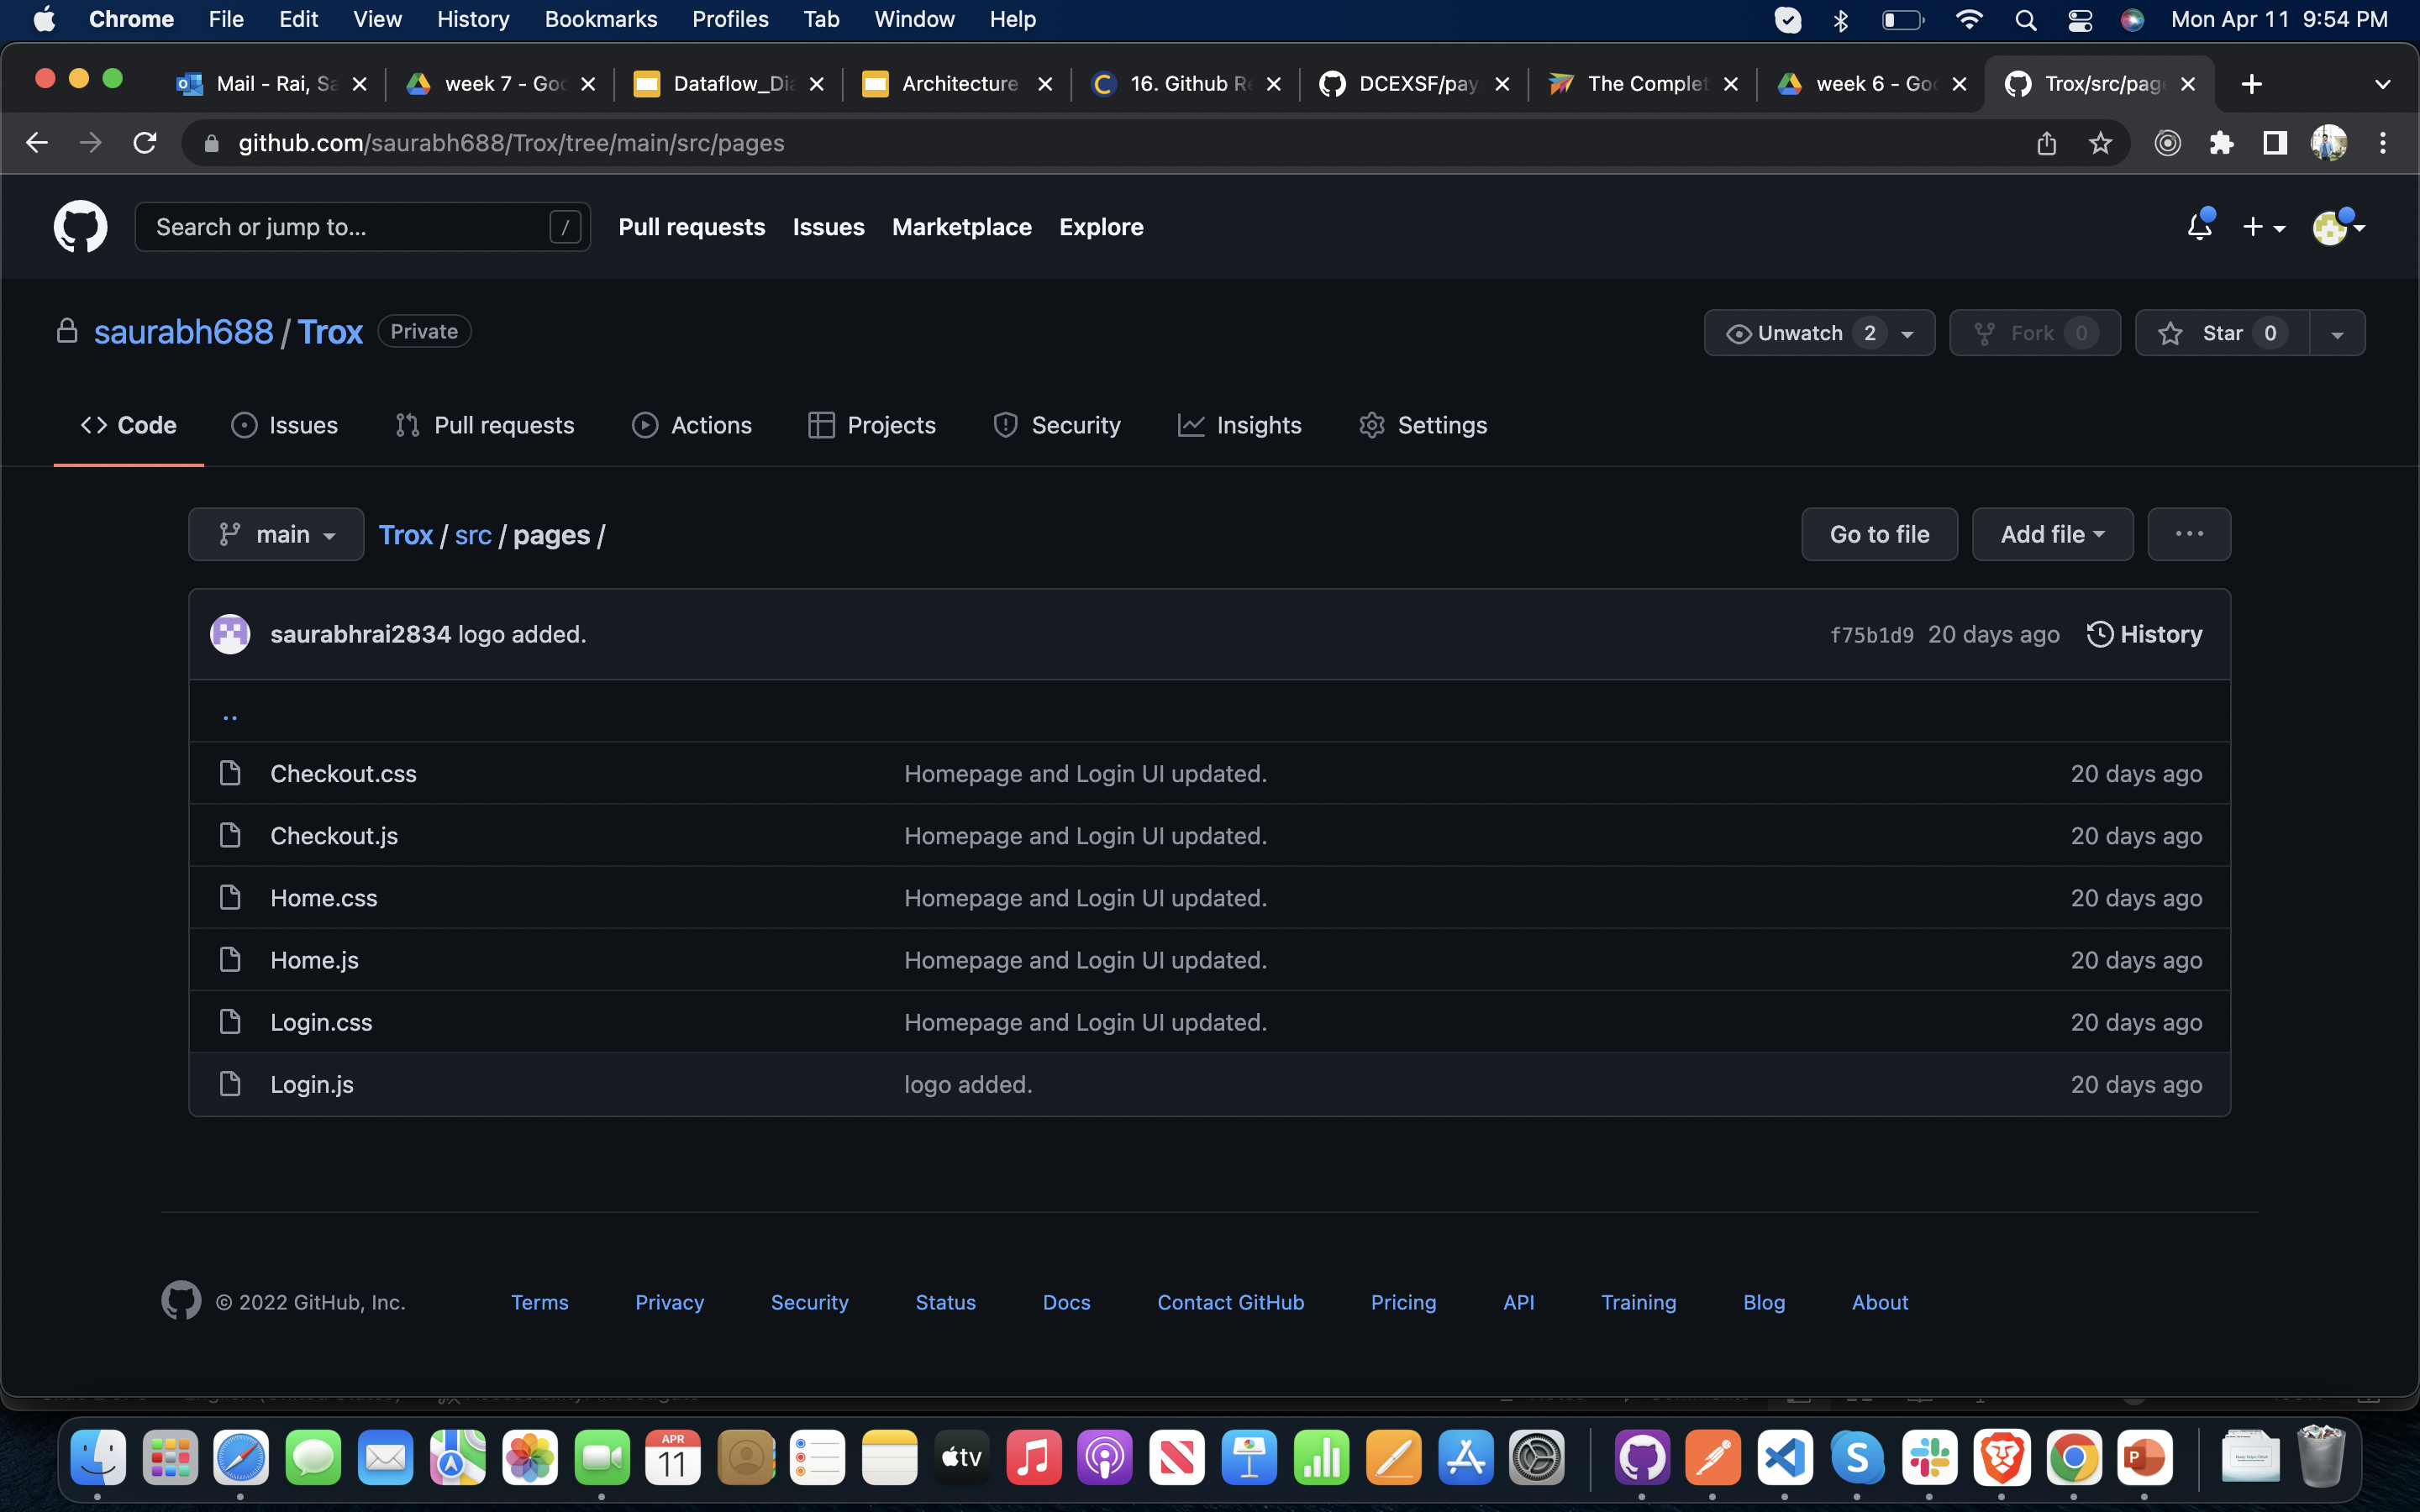 Chrome File Edit View History Bookmarks Profiles Tab Window Help Mon Apr 11 9:54 PM
Mail - Rai, Sa week 7 - Goo Dataflow_Dia Architecture 16. Github Re DCEXSF/pay The Complet week 6 - Goo Trox/src/page
github.com/saurabh688/Trox/tree/main/src/pages
Search or jump to... / Pull requests Issues Marketplace Explore
saurabh688 / Trox Private Unwatch 2 Fork 0 Star 0
Code Issues Pull requests Actions Projects Security Insights Settings
main Trox / src / pages / Go to file Add file ...
saurabhrai2834 logo added. f75b1d9 20 days ago History
..
Checkout.css Homepage and Login UI updated. 20 days ago
Checkout.js Homepage and Login UI updated. 20 days ago
Home.css Homepage and Login UI updated. 20 days ago
Home.js Homepage and Login UI updated. 20 days ago
Login.css Homepage and Login UI updated. 20 days ago
Login.js logo added. 20 days ago
© 2022 GitHub, Inc. Terms Privacy Security Status Docs Contact GitHub Pricing API Training Blog About
APR
11
tv